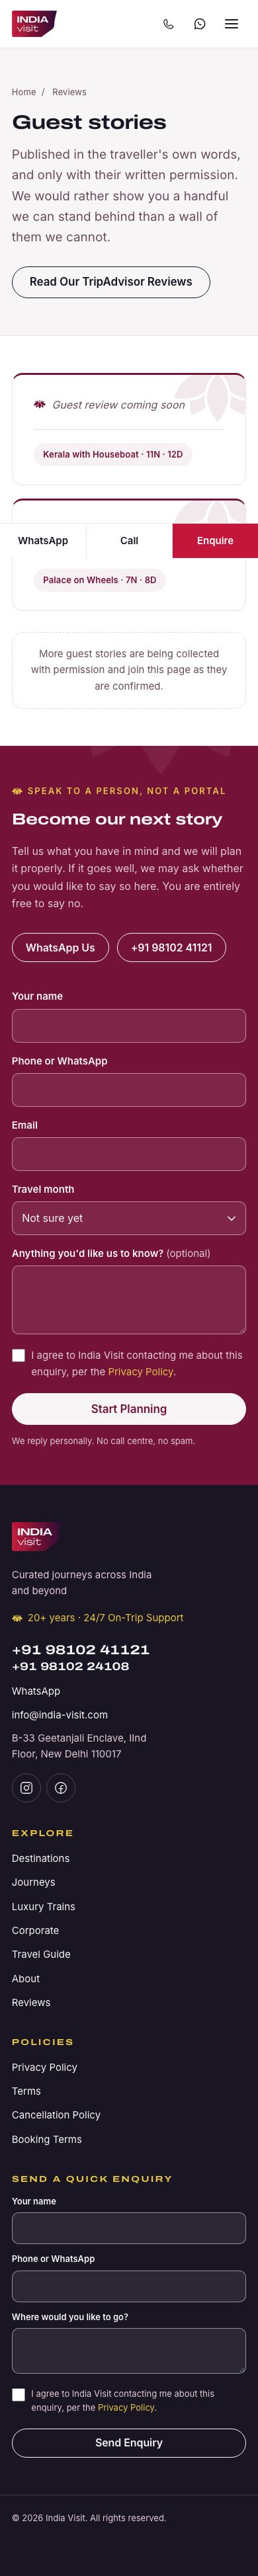 INDIA
visit
Home / Reviews
Guest stories
Published in the traveller's own words,
and only with their written permission.
We would rather show you a handful
we can stand behind than a wall of
them we cannot.
Read Our TripAdvisor Reviews
Guest review coming soon
Kerala with Houseboat · 11N · 12D
WhatsApp
Call
Enquire
Palace on Wheels · 7N · 8D
More guest stories are being collected
with permission and join this page as they
are confirmed.
SPEAK TO A PERSON, NOT A PORTAL
Become our next story
Tell us what you have in mind and we will plan
it properly. If it goes well, we may ask whether
you would like to say so here. You are entirely
free to say no.
WhatsApp Us
+91 98102 41121
Your name
Phone or WhatsApp
Email
Travel month
Not sure yet
Anything you'd like us to know? (optional)
I agree to India Visit contacting me about this
enquiry, per the Privacy Policy.
Start Planning
We reply personally. No call centre, no spam.
INDIA
visit
Curated journeys across India
and beyond
20+ years · 24/7 On-Trip Support
+91 98102 41121
+91 98102 24108
WhatsApp
info@india-visit.com
B-33 Geetanjali Enclave, IInd
Floor, New Delhi 110017
EXPLORE
Destinations
Journeys
Luxury Trains
Corporate
Travel Guide
About
Reviews
POLICIES
Privacy Policy
Terms
Cancellation Policy
Booking Terms
SEND A QUICK ENQUIRY
Your name
Phone or WhatsApp
Where would you like to go?
I agree to India Visit contacting me about this
enquiry, per the Privacy Policy.
Send Enquiry
© 2026 India Visit. All rights reserved.